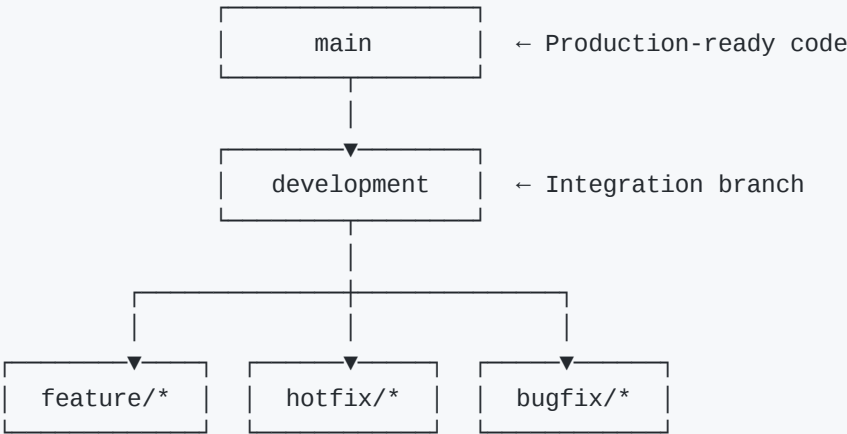 main ← Production-ready code
development ← Integration branch
feature/* hotfix/* bugfix/*